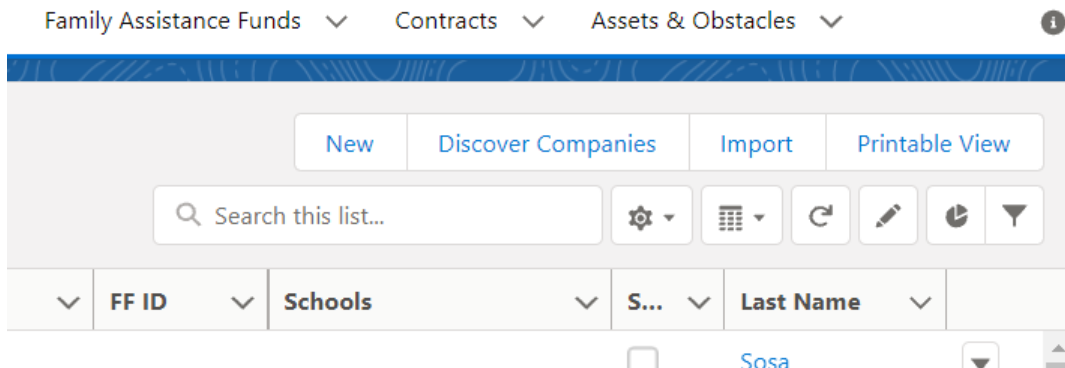 Family Assistance Funds Contracts Assets & Obstacles
New Discover Companies Import Printable View
Search this list...
FF ID Schools S... Last Name
Sosa